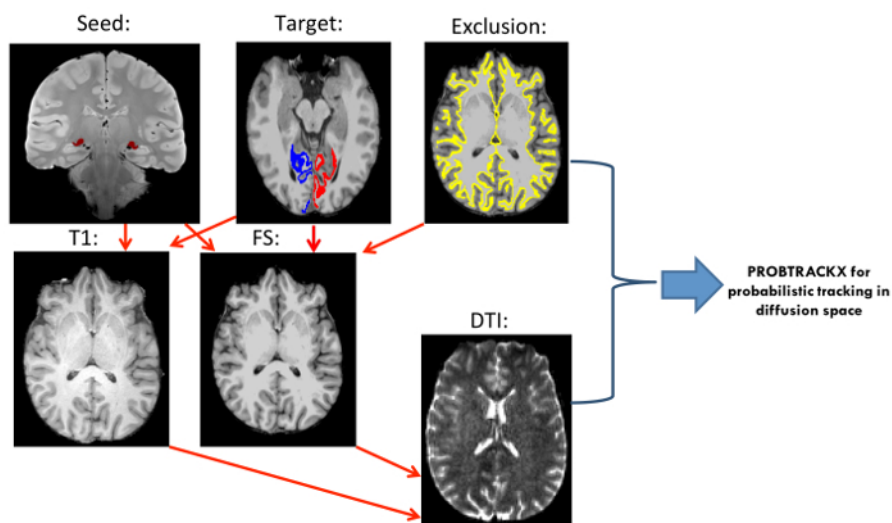 Seed:
Target:
Exclusion:
T1:
FS:
DTI:
PROBTRACKX for
probabilistic tracking in
diffusion space